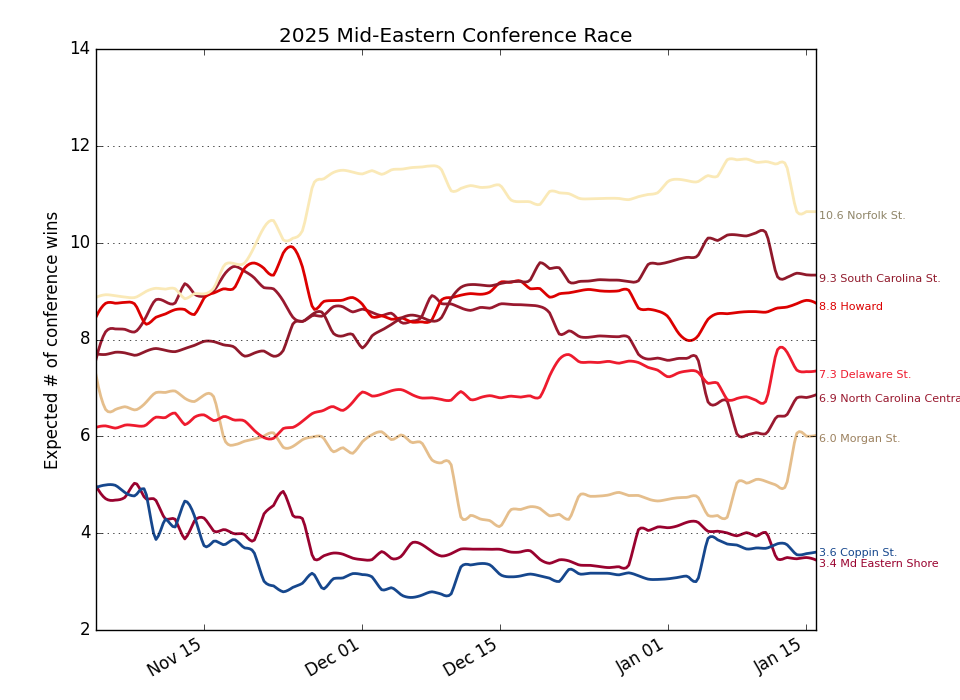 2025 Mid-Eastern Conference Race
Expected # of conference wins
14
12
10
8
6
4
2
10.6 Norfolk St.
9.3 South Carolina St.
8.8 Howard
7.3 Delaware St.
6.9 North Carolina Centra
6.0 Morgan St.
3.6 Coppin St.
3.4 Md Eastern Shore
Nov 15
Dec 01
Dec 15
Jan 01
Jan 15